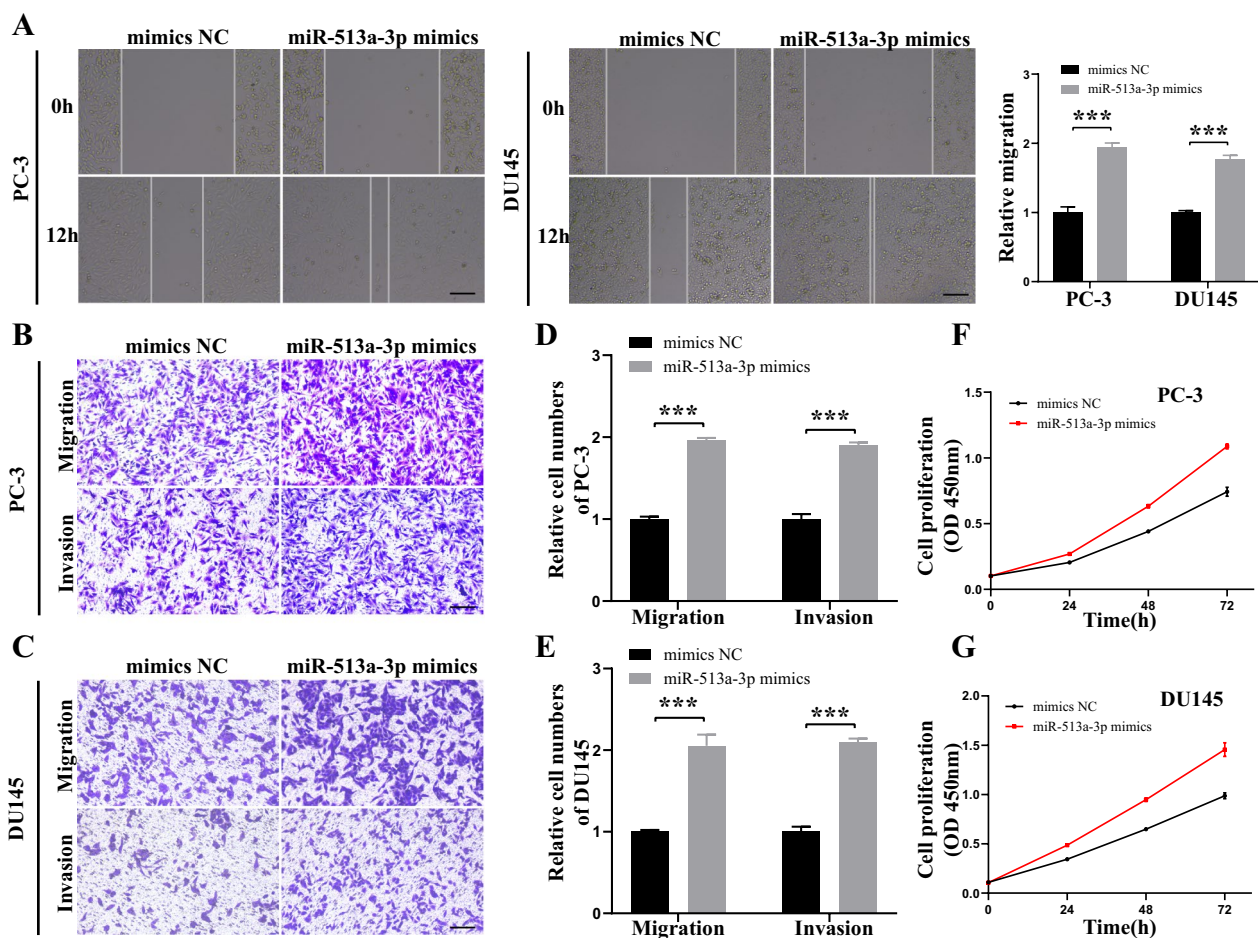 A
mimics NC
miR-513a-3p mimics
mimics NC
miR-513a-3p mimics
PC-3
0h
12h
DU145
0h
12h
mimics NC
miR-513a-3p mimics
Relative migration
3
2
1
0
***
***
PC-3
DU145
B
mimics NC
miR-513a-3p mimics
PC-3
Migration
Invasion
C
mimics NC
miR-513a-3p mimics
DU145
Migration
Invasion
D
mimics NC
miR-513a-3p mimics
Relative cell numbers
of PC-3
3
2
1
0
***
***
Migration
Invasion
E
mimics NC
miR-513a-3p mimics
Relative cell numbers
of DU145
3
2
1
0
***
***
Migration
Invasion
F
PC-3
mimics NC
miR-513a-3p mimics
Cell proliferation
(OD 450nm)
1.5
1.0
0.5
0.0
0
24
48
72
Time(h)
G
DU145
mimics NC
miR-513a-3p mimics
Cell proliferation
(OD 450nm)
2.0
1.5
1.0
0.5
0.0
0
24
48
72
Time(h)